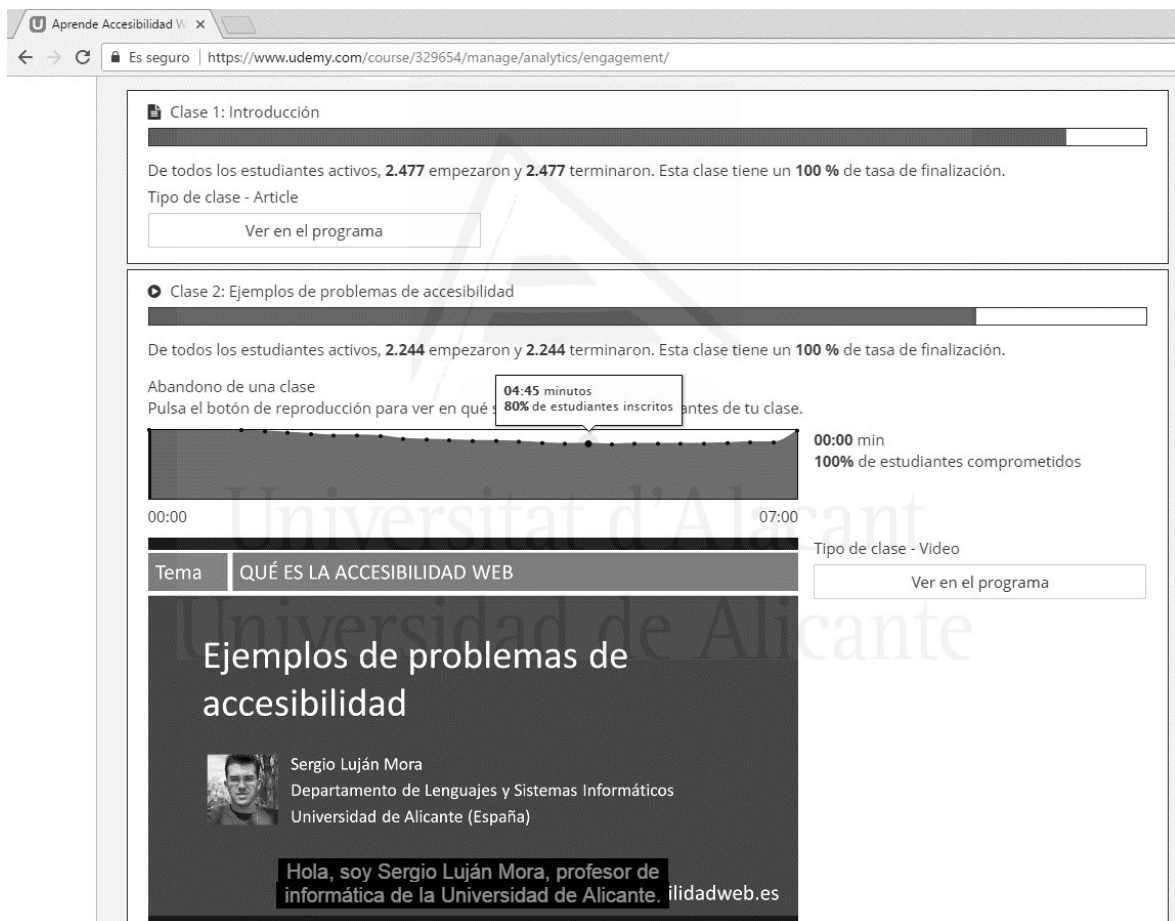 Aprende Accesibilidad W
Es seguro | https://www.udemy.com/course/329654/manage/analytics/engagement/
Clase 1: Introducción
De todos los estudiantes activos, 2.477 empezaron y 2.477 terminaron. Esta clase tiene un 100 % de tasa de finalización.
Tipo de clase - Article
Ver en el programa
Clase 2: Ejemplos de problemas de accesibilidad
De todos los estudiantes activos, 2.244 empezaron y 2.244 terminaron. Esta clase tiene un 100 % de tasa de finalización.
Abandono de una clase
Pulsa el botón de reproducción para ver en qué s antes de tu clase.
04:45 minutos
80% de estudiantes inscritos
00:00 min
100% de estudiantes comprometidos
00:00 07:00
Tipo de clase - Video
Ver en el programa
Tema QUÉ ES LA ACCESIBILIDAD WEB
Ejemplos de problemas de
accesibilidad
Sergio Luján Mora
Departamento de Lenguajes y Sistemas Informáticos
Universidad de Alicante (España)
Hola, soy Sergio Luján Mora, profesor de
informática de la Universidad de Alicante. ilidadweb.es
Universitat d'Alacant
Universidad de Alicante